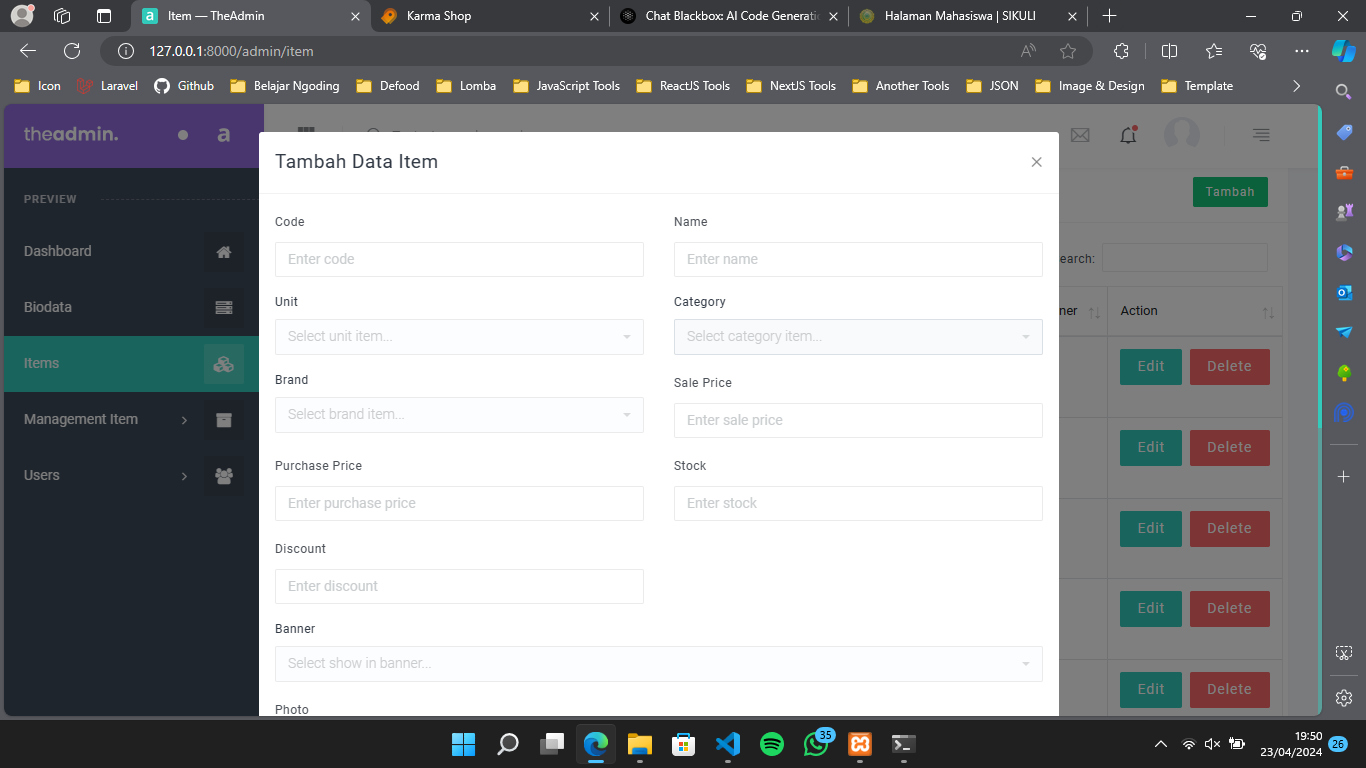 Item — TheAdmin
Karma Shop
Chat Blackbox: AI Code Generati
Halaman Mahasiswa | SIKULI
127.0.0.1:8000/admin/item
Icon
Laravel
Github
Belajar Ngoding
Defood
Lomba
JavaScript Tools
ReactJS Tools
NextJS Tools
Another Tools
JSON
Image & Design
Template
theadmin.
a
PREVIEW
Dashboard
Biodata
Items
Management Item
Users
Tambah Data Item
Code
Enter code
Name
Enter name
Unit
Select unit item...
Category
Select category item...
Brand
Select brand item...
Sale Price
Enter sale price
Purchase Price
Enter purchase price
Stock
Enter stock
Discount
Enter discount
Banner
Select show in banner...
Photo
Tambah
earch:
ner
Action
Edit
Delete
Edit
Delete
Edit
Delete
Edit
Delete
Edit
Delete
35
19:50
23/04/2024
26